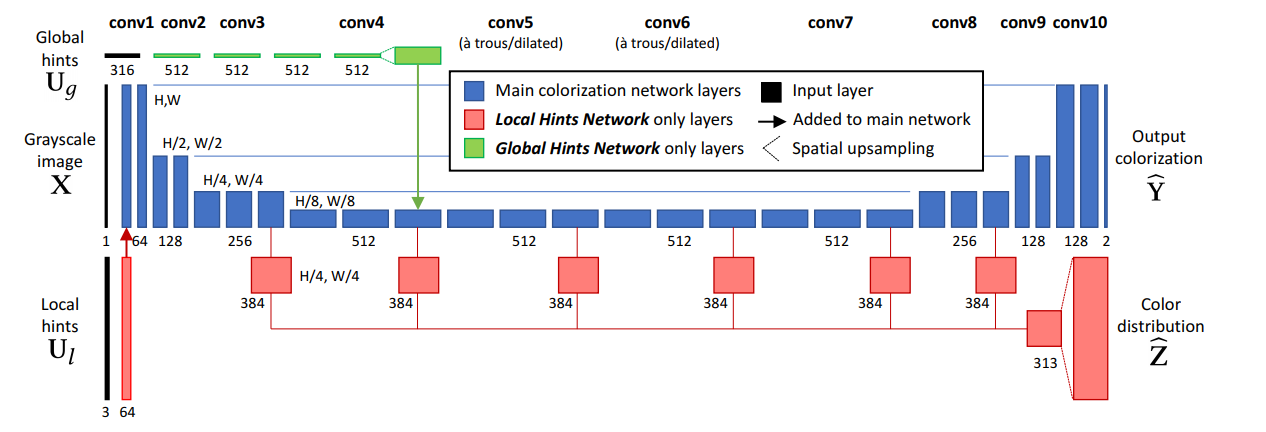 conv1 conv2 conv3 conv4 conv5 conv6 conv7 conv8 conv9 conv10
(à trous/dilated) (à trous/dilated)
Global
hints
U_g
316 512 512 512 512
Main colorization network layers
Input layer
Local Hints Network only layers
Added to main network
Global Hints Network only layers
Spatial upsampling
Grayscale
image
X
H,W
H/2, W/2
H/4, W/4
H/8, W/8
Output
colorization
Ŷ
1 64 128 256 512 512 512 512 256 128 128 2
Local
hints
U_l
H/4, W/4
384 384 384 384 384 384
313
3 64
Color
distribution
Ẑ